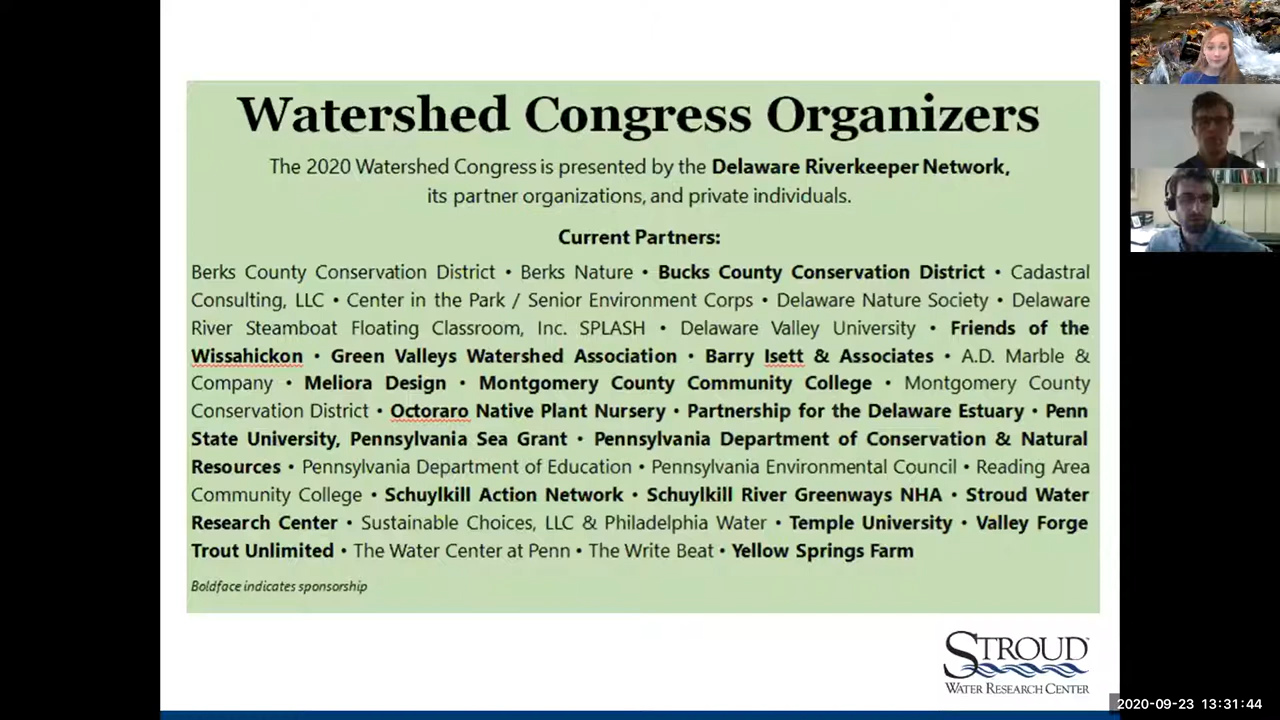 Watershed Congress Organizers
The 2020 Watershed Congress is presented by the Delaware Riverkeeper Network,
its partner organizations, and private individuals.
Current Partners:
Berks County Conservation District • Berks Nature • Bucks County Conservation District • Cadastral
Consulting, LLC • Center in the Park / Senior Environment Corps • Delaware Nature Society • Delaware
River Steamboat Floating Classroom, Inc. SPLASH • Delaware Valley University • Friends of the
Wissahickon • Green Valleys Watershed Association • Barry Isett & Associates • A.D. Marble &
Company • Meliora Design • Montgomery County Community College • Montgomery County
Conservation District • Octoraro Native Plant Nursery • Partnership for the Delaware Estuary • Penn
State University, Pennsylvania Sea Grant • Pennsylvania Department of Conservation & Natural
Resources • Pennsylvania Department of Education • Pennsylvania Environmental Council • Reading Area
Community College • Schuylkill Action Network • Schuylkill River Greenways NHA • Stroud Water
Research Center • Sustainable Choices, LLC & Philadelphia Water • Temple University • Valley Forge
Trout Unlimited • The Water Center at Penn • The Write Beat • Yellow Springs Farm
Boldface indicates sponsorship
STROUD
WATER RESEARCH CENTER
2020-09-23 13:31:44